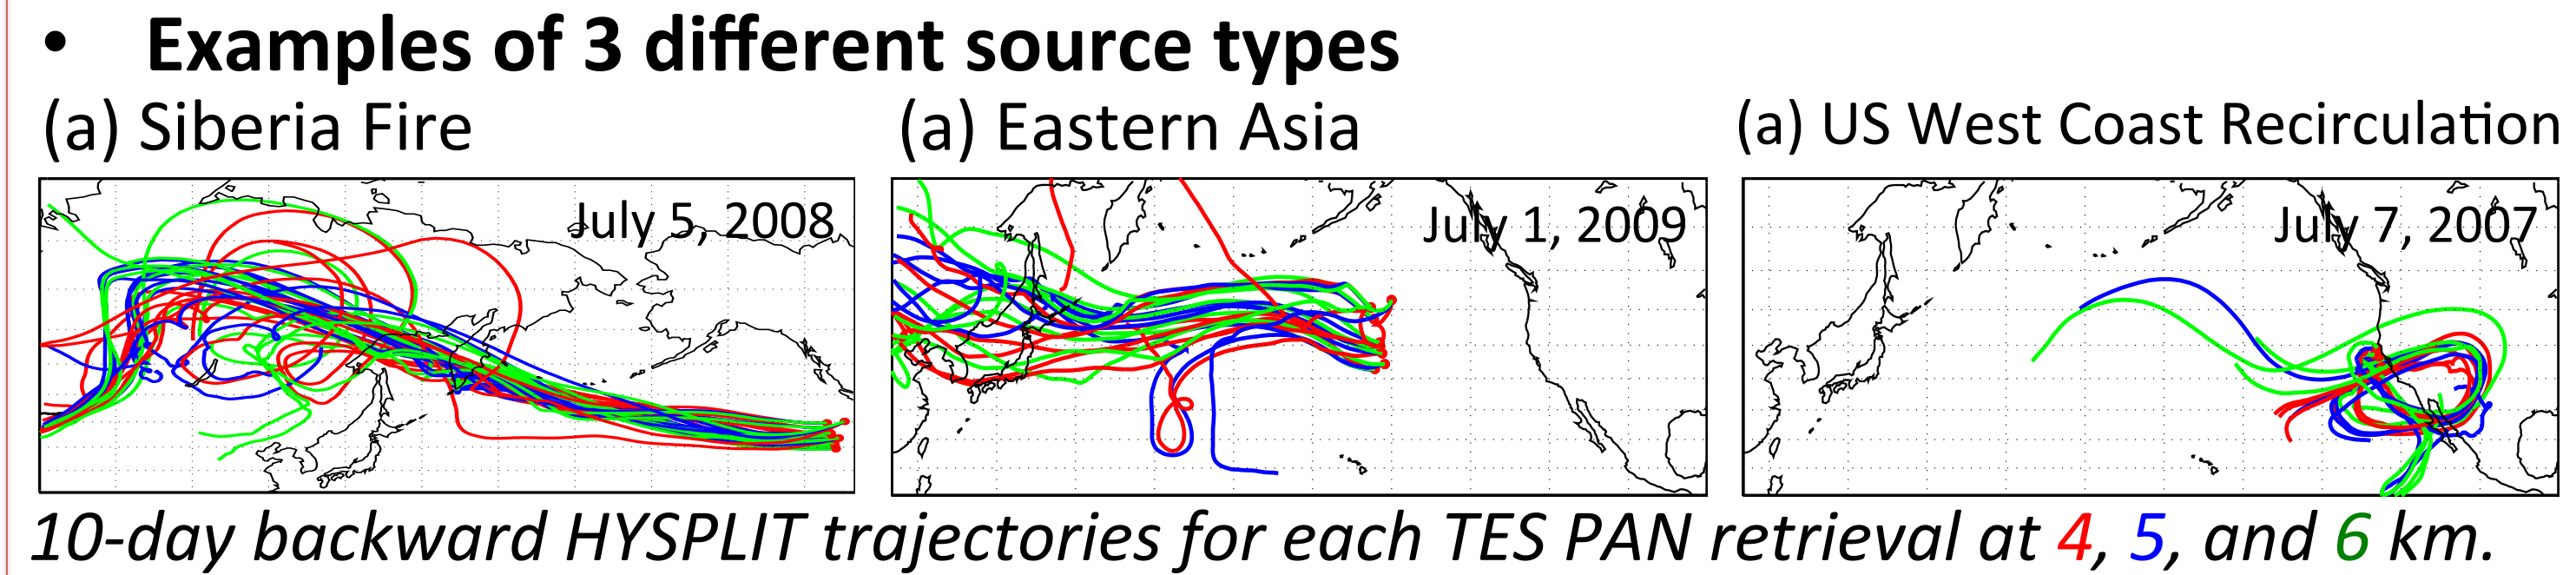 • Examples of 3 different source types
(a) Siberia Fire
(a) Eastern Asia
(a) US West Coast Recirculation
July 5, 2008
July 1, 2009
July 7, 2007
10-day backward HYSPLIT trajectories for each TES PAN retrieval at 4, 5, and 6 km.